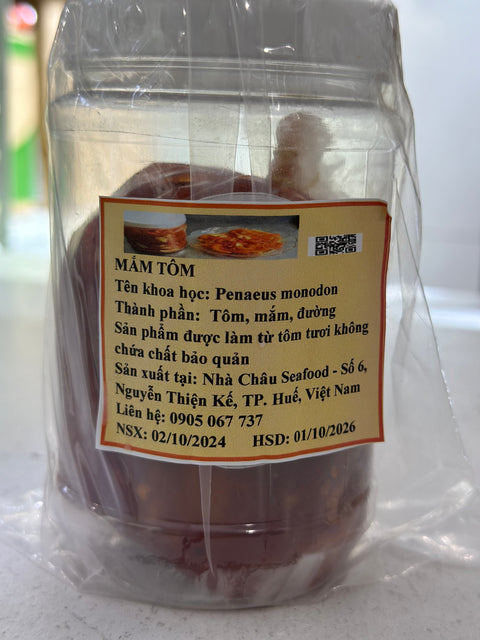 MẮM TÔM
Tên khoa học: Penaeus monodon
Thành phần: Tôm, mắm, đường
Sản phẩm được làm từ tôm tươi không
chứa chất bảo quản
Sản xuất tại: Nhà Châu Seafood - Số 6,
Nguyễn Thiện Kế, TP. Huế, Việt Nam
Liên hệ: 0905 067 737
NSX: 02/10/2024 HSD: 01/10/2026